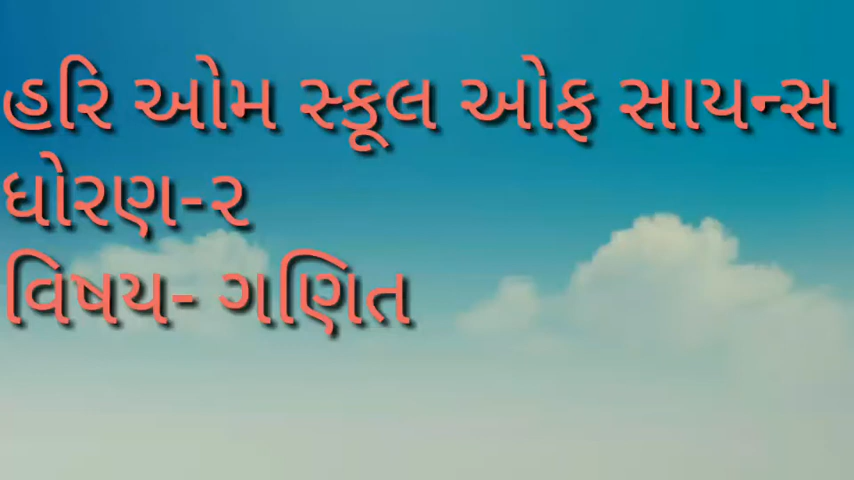 હરિ ઓમ સ્કૂલ ઓફ સાયન્સ
ધોરણ-૨
વિષય- ગણિત